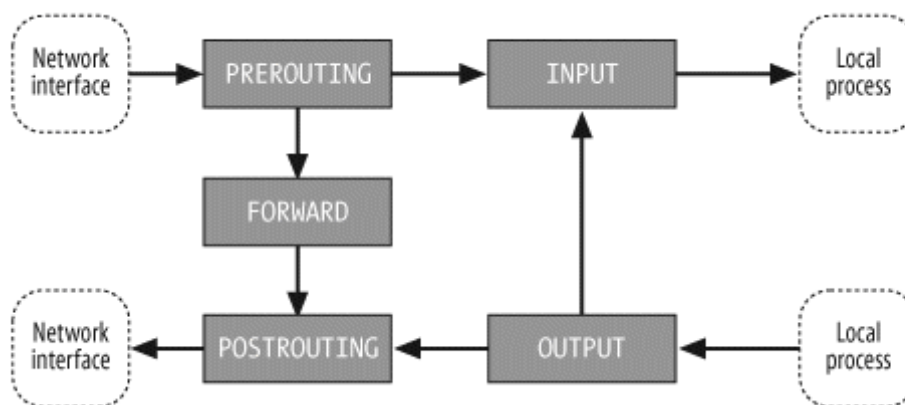 Network
interface
PREROUTING
INPUT
Local
process
FORWARD
Network
interface
POSTROUTING
OUTPUT
Local
process